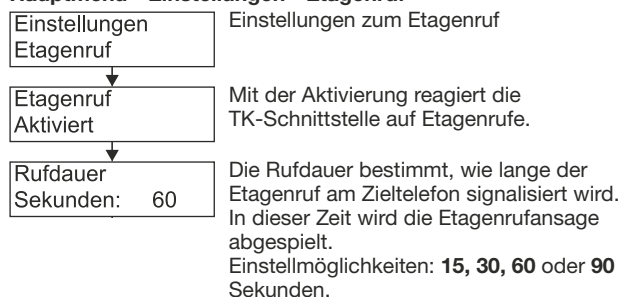 Einstellungen
Etagenruf
Einstellungen zum Etagenruf
Etagenruf
Aktiviert
Mit der Aktivierung reagiert die
TK-Schnittstelle auf Etagenrufe.
Rufdauer
Sekunden: 60
Die Rufdauer bestimmt, wie lange der
Etagenruf am Zieltelefon signalisiert wird.
In dieser Zeit wird die Etagenrufansage
abgespielt.
Einstellmöglichkeiten: 15, 30, 60 oder 90
Sekunden.